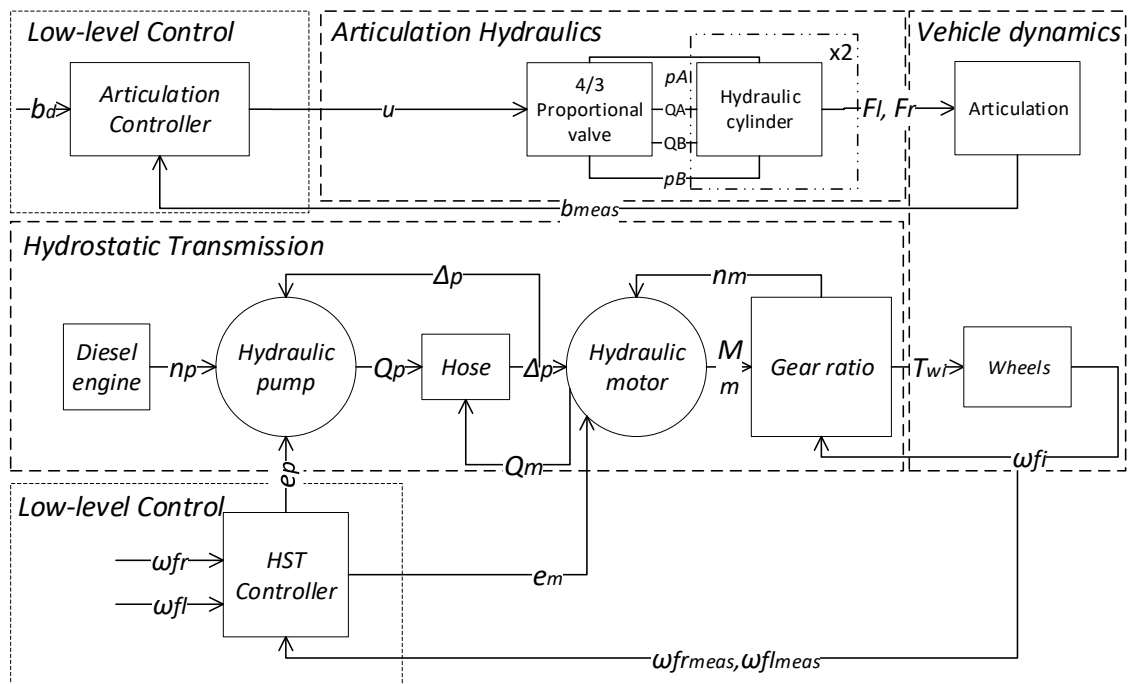 Low-level Control
Articulation Hydraulics
Vehicle dynamics
x2
bd
Articulation
Controller
u
4/3
Proportional
valve
pA
QA
QB
pB
Hydraulic
cylinder
Fl, Fr
Articulation
bmeas
Hydrostatic Transmission
Δp
nm
Diesel
engine
np
Hydraulic
pump
Qp
Hose
Δp
Hydraulic
motor
M
m
Gear ratio
Twi
Wheels
Qm
ωfi
ep
Low-level Control
ωfr
ωfl
HST
Controller
em
ωfrmeas,ωflmeas